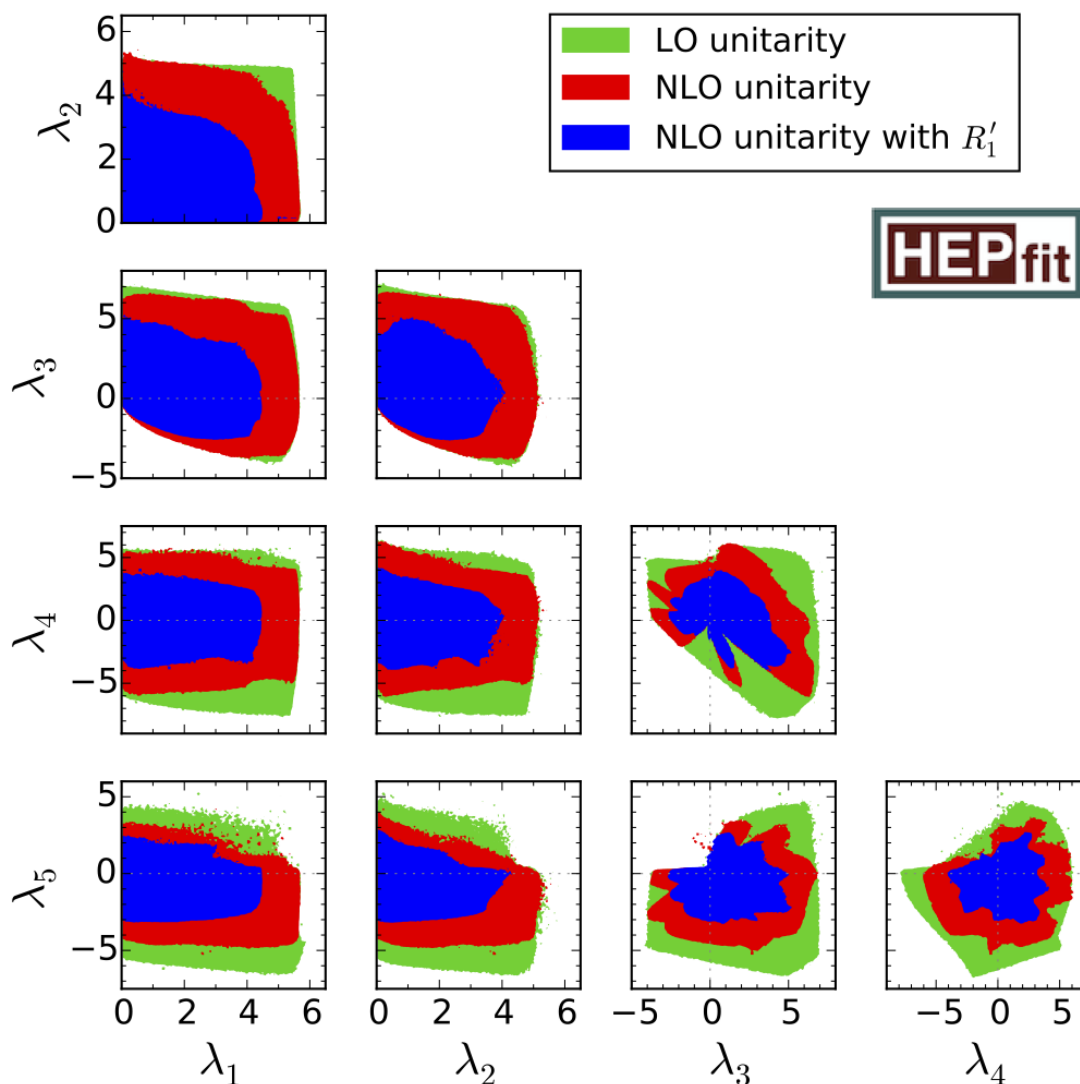 LO unitarity
NLO unitarity
NLO unitarity with R′₁
HEPfit
6
4
2
0
λ₂
5
0
−5
λ₃
5
0
−5
λ₄
5
0
−5
λ₅
0 2 4 6
0 2 4 6
−5 0 5
−5 0 5
λ₁ λ₂ λ₃ λ₄